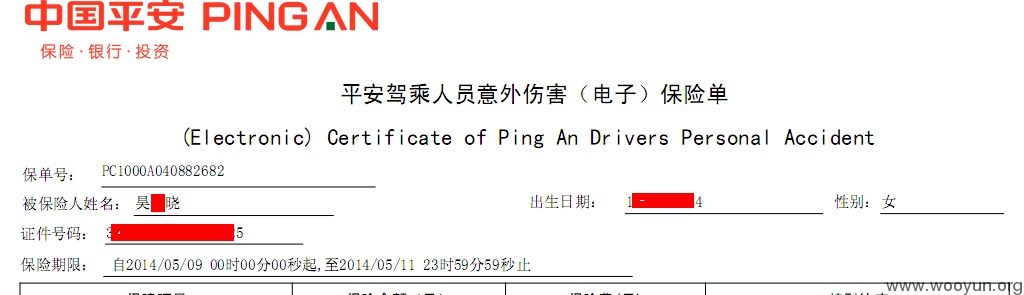 中国平安 PING AN
保险·银行·投资
平安驾乘人员意外伤害（电子）保险单
(Electronic) Certificate of Ping An Drivers Personal Accident
保单号： PC1000A040882682
被保险人姓名： 吴 晓 出生日期： 1 4 性别： 女
证件号码： 3 5
保险期限： 自2014/05/09 00时00分00秒起,至2014/05/11 23时59分59秒止
www.wooyun.org